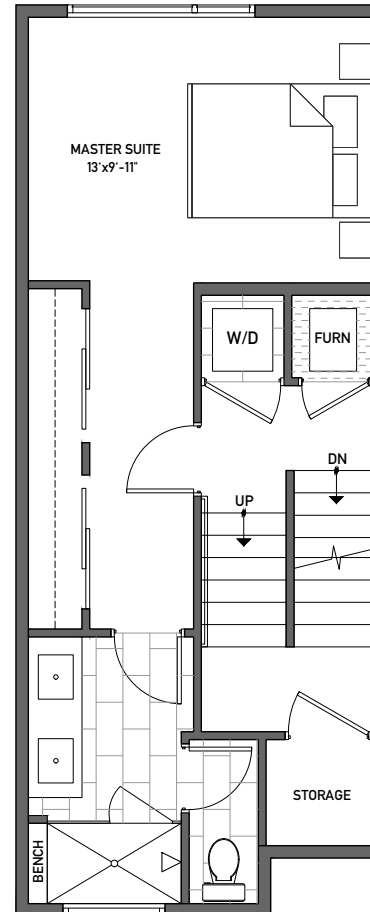 MASTER SUITE
13'x9'-11"
W/D
FURN
DN
UP
STORAGE
BENCH